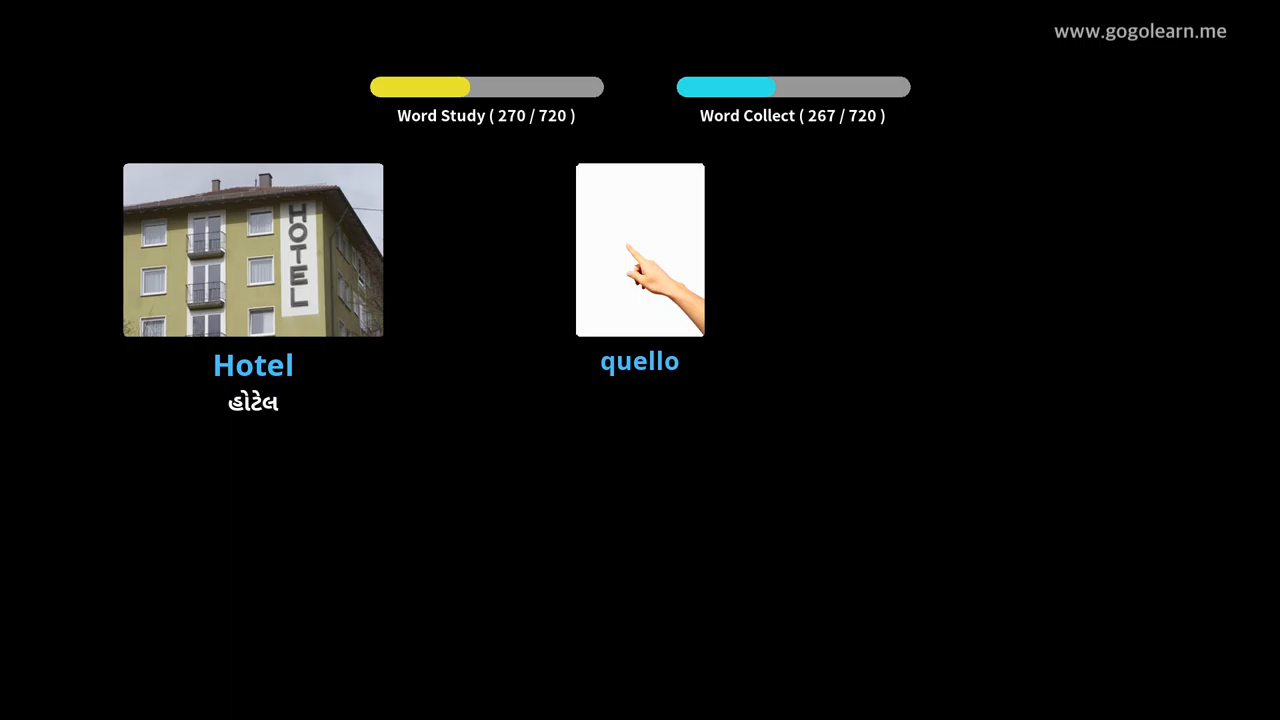 www.gogolearn.me
Word Study ( 270 / 720 )
Word Collect ( 267 / 720 )
HOTEL
Hotel
હોટેલ
quello